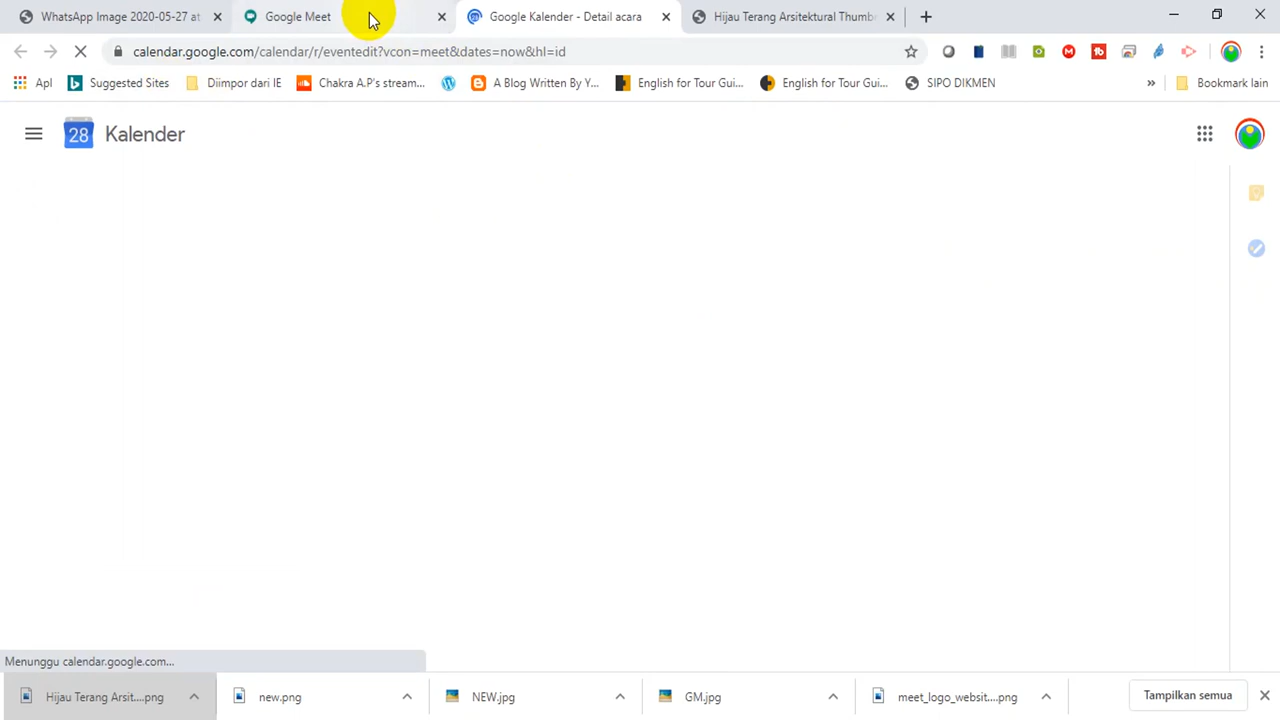 WhatsApp Image 2020-05-27 at
Google Meet
Google Kalender - Detail acara
Hijau Terang Arsitektural Thumb
calendar.google.com/calendar/r/eventedit?vcon=meet&dates=now&hl=id
Apl
Suggested Sites
Diimpor dari IE
Chakra A.P's stream...
A Blog Written By Y...
English for Tour Gui...
English for Tour Gui...
SIPO DIKMEN
»
Bookmark lain
28
Kalender
Menunggu calendar.google.com...
Hijau Terang Arsit....png
new.png
NEW.jpg
GM.jpg
meet_logo_websit....png
Tampilkan semua